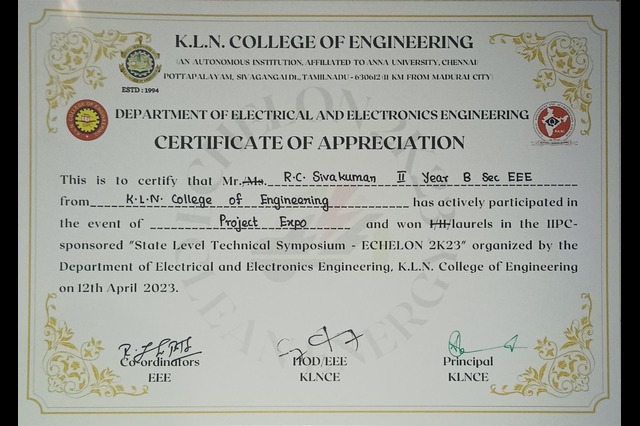 K.L.N. COLLEGE OF ENGINEERING
(AN AUTONOMOUS INSTITUTION, AFFILIATED TO ANNA UNIVERSITY, CHENNAI)
POTTAPALAYAM, SIVAGANGAI DT., TAMILNADU - 630612 (11 KM FROM MADURAI CITY)
ESTD : 1994
DEPARTMENT OF ELECTRICAL AND ELECTRONICS ENGINEERING
CERTIFICATE OF APPRECIATION
This is to certify that Mr./Ms. R.C. Sivakumar II Year B Sec EEE
from K.L.N. College of Engineering has actively participated in
the event of Project Expo and won I/II/laurels in the IIPC-
sponsored "State Level Technical Symposium - ECHELON 2K23" organized by the
Department of Electrical and Electronics Engineering, K.L.N. College of Engineering
on 12th April 2023.
Co-ordinators HOD/EEE Principal
EEE KLNCE KLNCE